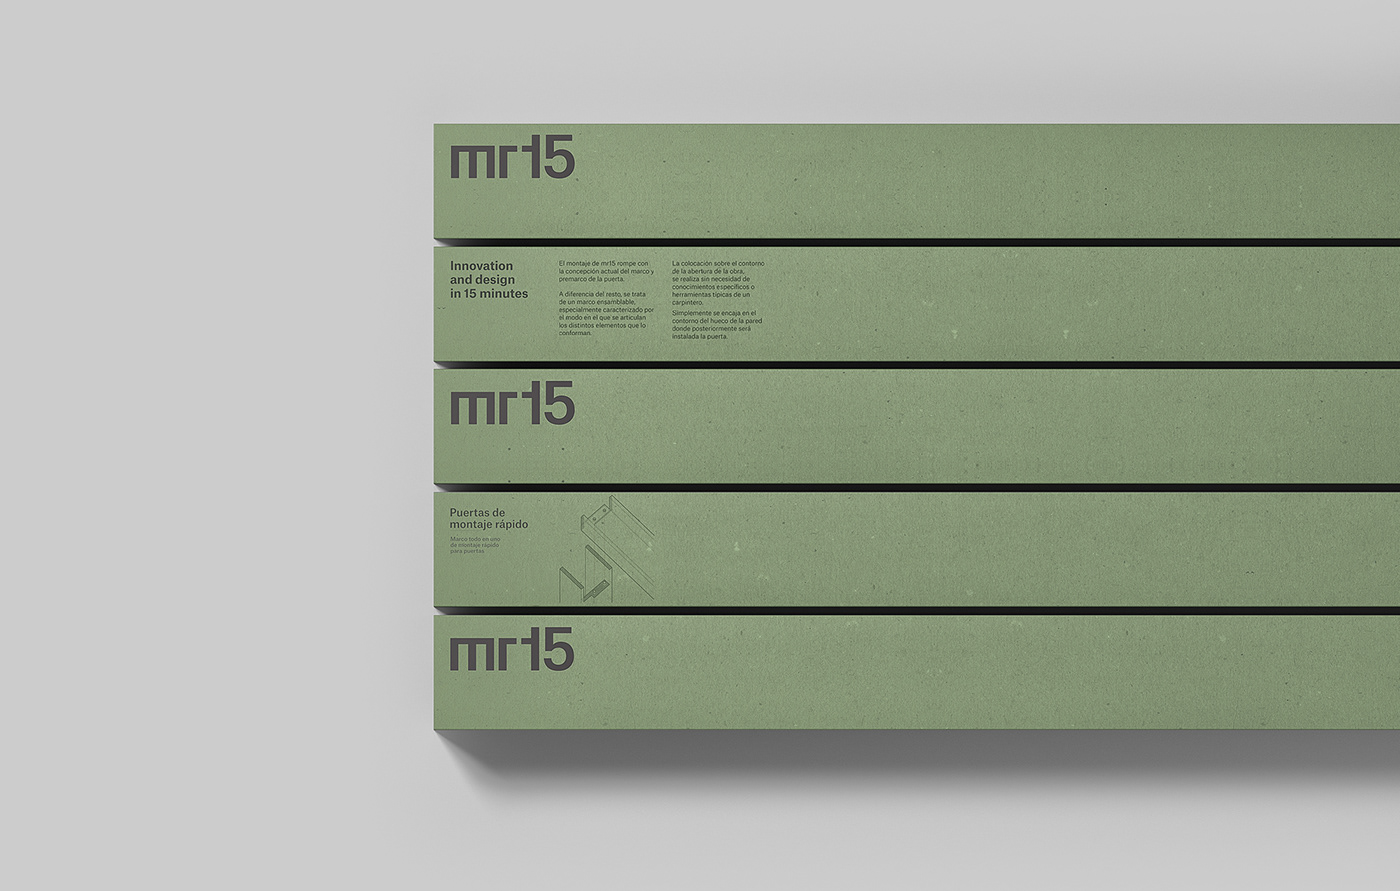 mr15
Innovation
and design
in 15 minutes
El montaje de mr15 rompe con
la concepción actual del marco y
premarco de la puerta.
A diferencia del resto, se trata
de un marco ensamblable,
especialmente caracterizado por
el modo en el que se articulan
los distintos elementos que lo
conforman.
La colocación sobre el contorno
de la abertura de la obra,
se realiza sin necesidad de
conocimientos específicos o
herramientas típicas de un
carpintero.
Simplemente se encaja en el
contorno del hueco de la pared
donde posteriormente será
instalada la puerta.
mr15
Puertas de
montaje rápido
Marco todo en uno
de montaje rápido
para puertas
mr15